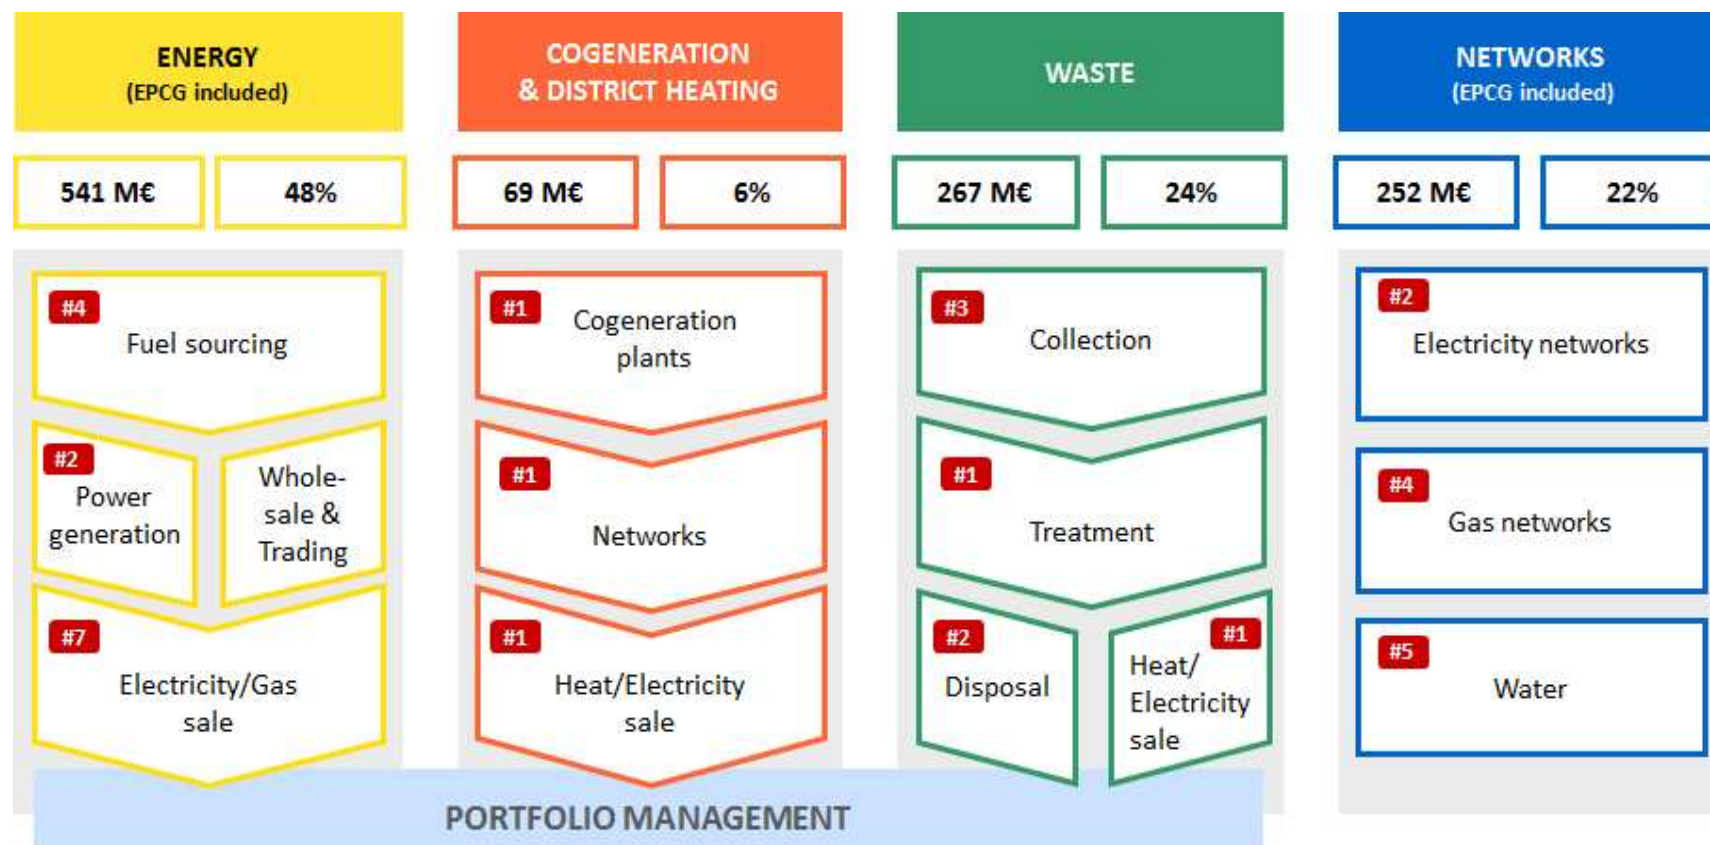 ENERGY
(EPCG included)
541 M€
48%
#4
Fuel sourcing
#2
Power
generation
Whole-
sale &
Trading
#7
Electricity/Gas
sale
COGENERATION
& DISTRICT HEATING
69 M€
6%
#1
Cogeneration
plants
#1
Networks
#1
Heat/Electricity
sale
WASTE
267 M€
24%
#3
Collection
#1
Treatment
#2
Disposal
#1
Heat/
Electricity
sale
NETWORKS
(EPCG included)
252 M€
22%
#2
Electricity networks
#4
Gas networks
#5
Water
PORTFOLIO MANAGEMENT